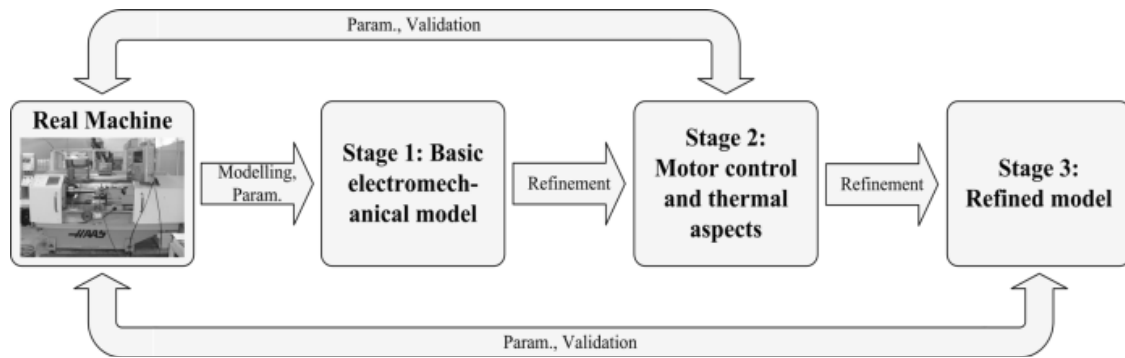 Param., Validation
Real Machine
HAAS
Modelling,
Param.
Stage 1: Basic
electromech-
anical model
Refinement
Stage 2:
Motor control
and thermal
aspects
Refinement
Stage 3:
Refined model
Param., Validation